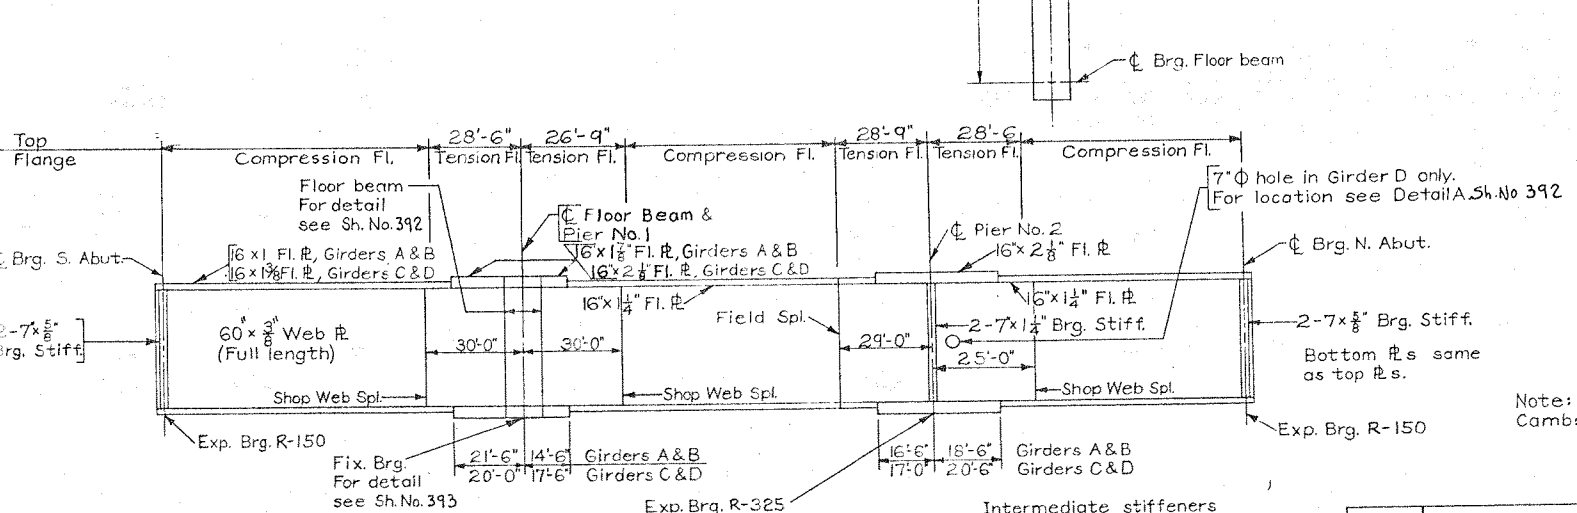 ℄ Brg. Floor beam
Top
Flange
28'-6" 26'-9" 28'-9" 28'-6
Compression Fl. Tension Fl. Tension Fl. Compression Fl. Tension Fl. Tension Fl. Compression Fl.
Floor beam
For detail
see Sh. No. 392
℄ Floor Beam &
Pier No. 1
7"Φ hole in Girder D only.
For location see Detail A Sh. No 392
℄ Brg. S. Abut.
16 x 1 Fl. ℔, Girders A & B
16 x 1⅜ Fl. ℔, Girders C & D
16" x 1⅞" Fl. ℔, Girders A & B
16" x 2⅛" Fl. ℔, Girders C & D
℄ Pier No. 2
16" x 2⅛" Fl. ℔
℄ Brg. N. Abut.
16" x 1¼" Fl. ℔
16" x 1¼" Fl. ℔
2-7" x ⅝"
Brg. Stiff.
60" x ⅜" Web ℔
(Full length)
Field Spl.
2-7" x 1¼" Brg. Stiff.
2-7 x ⅝" Brg. Stiff.
Bottom ℔s same
as top ℔s.
30'-0" 30'-0" 29'-0" 25'-0"
Shop Web Spl. Shop Web Spl. Shop Web Spl.
Note:
Exp. Brg. R-150
Exp. Brg. R-150
Fix. Brg.
For detail
see Sh. No. 393
21'-6" 14'-6" Girders A & B
20'-0" 17'-6" Girders C & D
16'-6" 18'-6" Girders A & B
17'-0" 20'-6" Girders C & D
Exp. Brg. R-325
Intermediate stiffeners